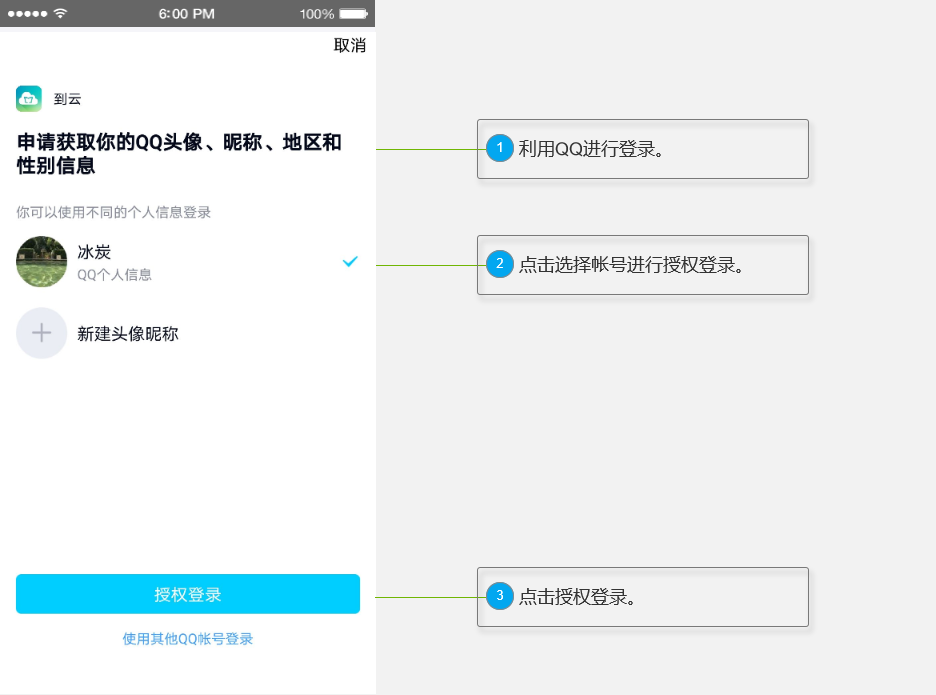 6:00 PM
100%
取消
到云
申请获取你的QQ头像、昵称、地区和
性别信息
你可以使用不同的个人信息登录
冰炭
QQ个人信息
新建头像昵称
授权登录
使用其他QQ帐号登录
1 利用QQ进行登录。
2 点击选择帐号进行授权登录。
3 点击授权登录。